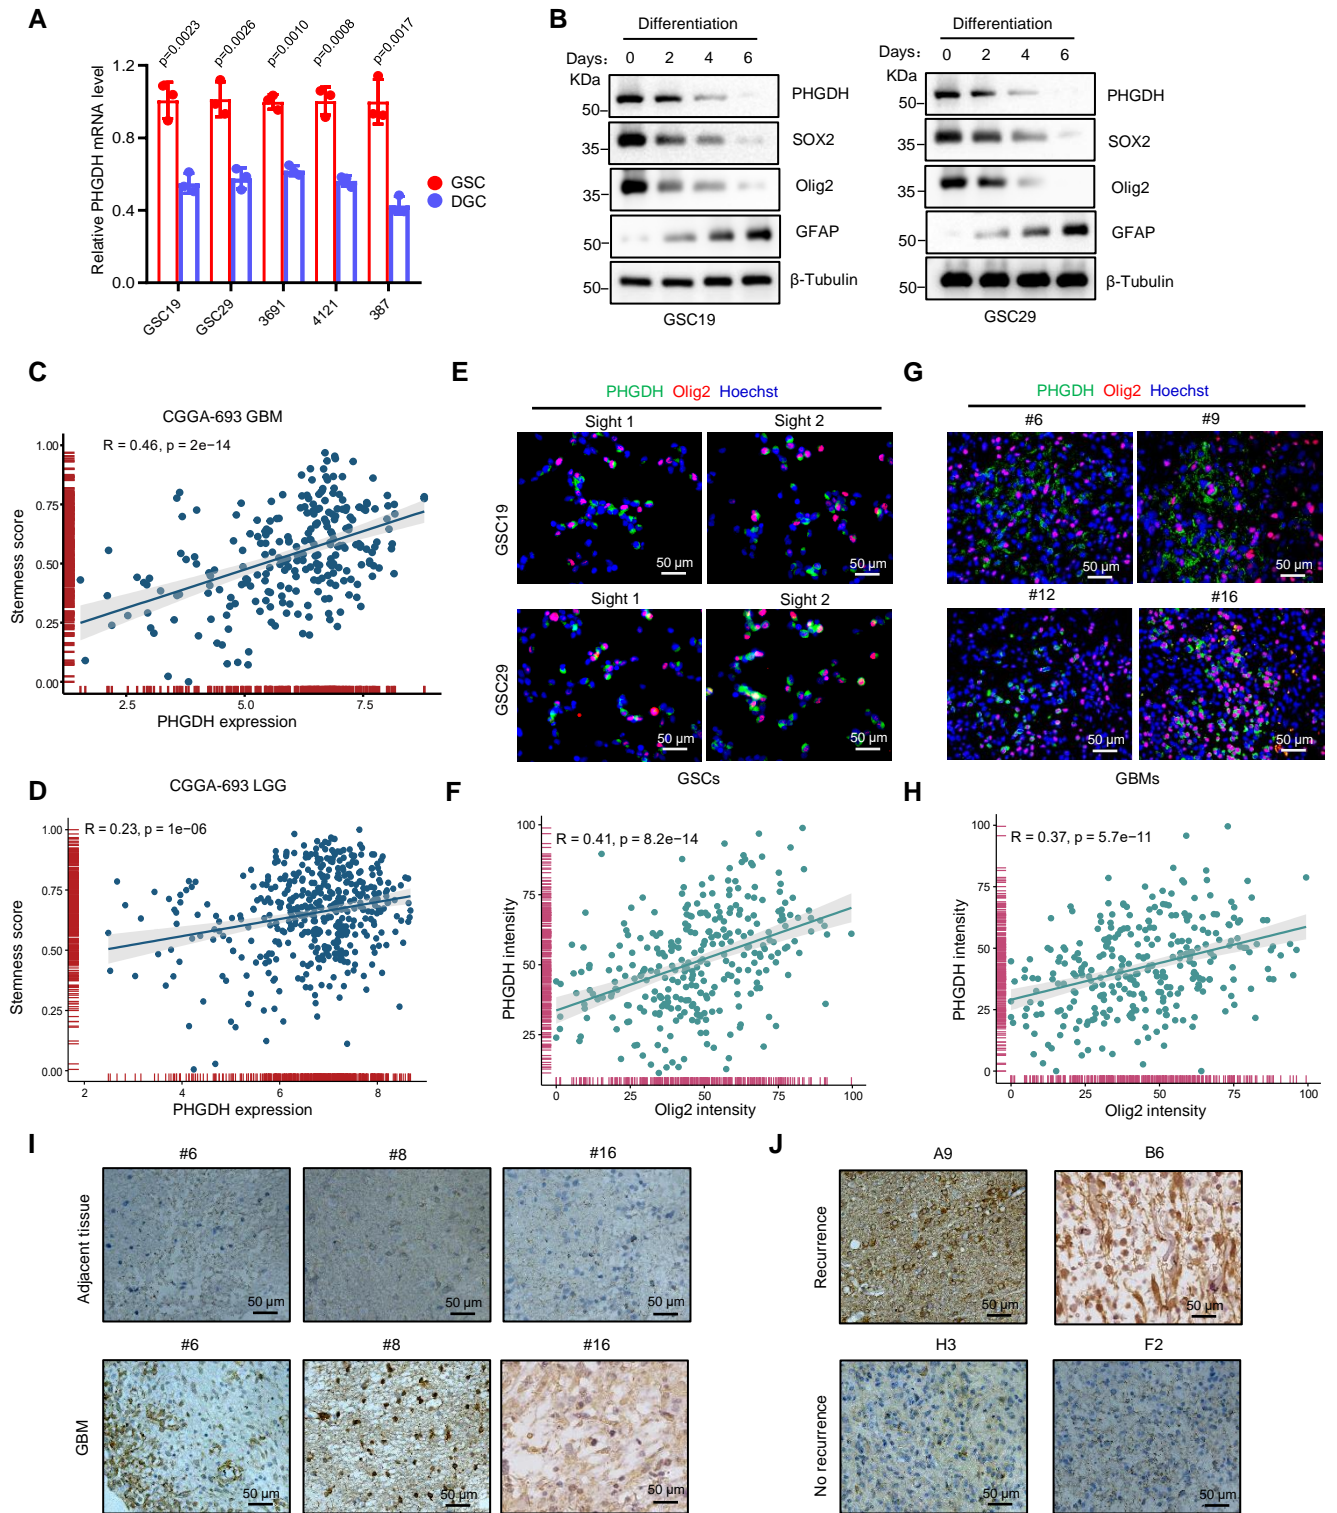 A
p=0.0023
p=0.0026
p=0.0010
p=0.0008
p=0.0017
Relative PHGDH mRNA level
1.2
0.8
0.4
0.0
GSC
DGC
GSC19
GSC29
3691
4121
387
B
Differentiation
Days: 0 2 4 6
KDa
50 PHGDH
35 SOX2
35 Olig2
50 GFAP
50 β-Tubulin
GSC19
Differentiation
Days: 0 2 4 6
KDa
50 PHGDH
35 SOX2
35 Olig2
50 GFAP
50 β-Tubulin
GSC29
C
CGGA-693 GBM
R = 0.46, p = 2e−14
Stemness score
1.00
0.75
0.50
0.25
0.00
2.5 5.0 7.5
PHGDH expression
D
CGGA-693 LGG
R = 0.23, p = 1e−06
Stemness score
1.00
0.75
0.50
0.25
0.00
2 4 6 8
PHGDH expression
E
PHGDH Olig2 Hoechst
Sight 1 Sight 2
GSC19
50 µm 50 µm
Sight 1 Sight 2
GSC29
50 µm 50 µm
GSCs
F
R = 0.41, p = 8.2e−14
PHGDH intensity
100
75
50
25
0 25 50 75 100
Olig2 intensity
G
PHGDH Olig2 Hoechst
#6 #9
50 µm 50 µm
#12 #16
50 µm 50 µm
GBMs
H
R = 0.37, p = 5.7e−11
PHGDH intensity
100
75
50
25
0
0 25 50 75 100
Olig2 intensity
I
#6 #8 #16
Adjacent tissue
50 µm 50 µm 50 µm
#6 #8 #16
GBM
50 µm 50 µm 50 µm
J
A9 B6
Recurrence
50 µm 50 µm
H3 F2
No recurrence
50 µm 50 µm